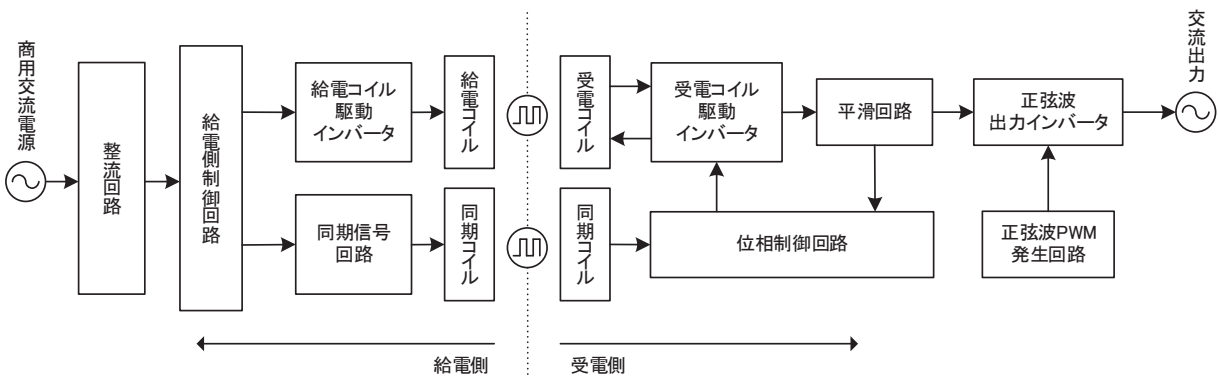 商用交流電源
整流回路
給電側制御回路
給電コイル
駆動
インバータ
給電コイル
同期信号
回路
同期コイル
受電コイル
受電コイル
駆動
インバータ
平滑回路
正弦波
出力インバータ
交流出力
同期コイル
位相制御回路
正弦波PWM
発生回路
給電側
受電側